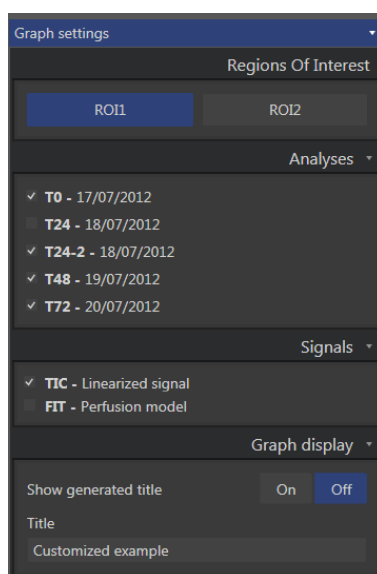 Graph settings
Regions Of Interest
ROI1 ROI2
Analyses
T0 - 17/07/2012
T24 - 18/07/2012
T24-2 - 18/07/2012
T48 - 19/07/2012
T72 - 20/07/2012
Signals
TIC - Linearized signal
FIT - Perfusion model
Graph display
Show generated title On Off
Title
Customized example